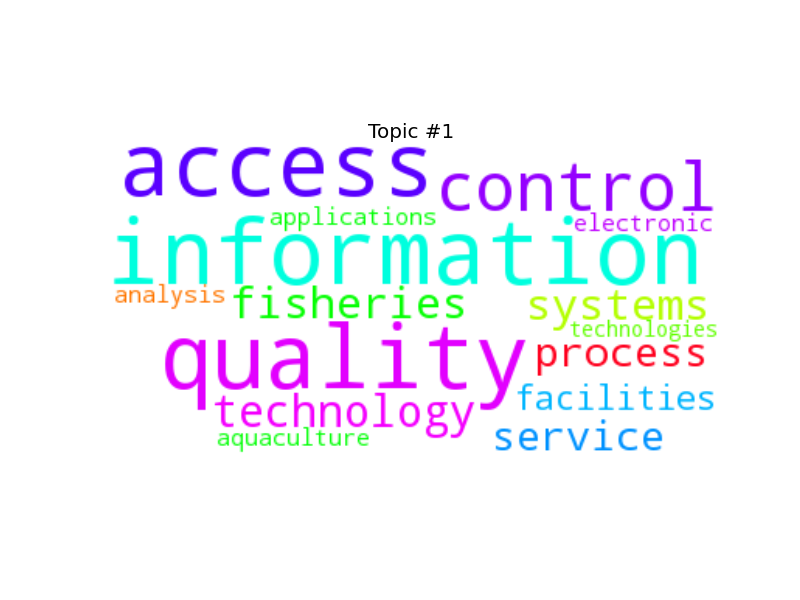 Topic #1
access
control
applications
electronic
information
analysis
fisheries
systems
technologies
quality
process
technology
facilities
aquaculture
service